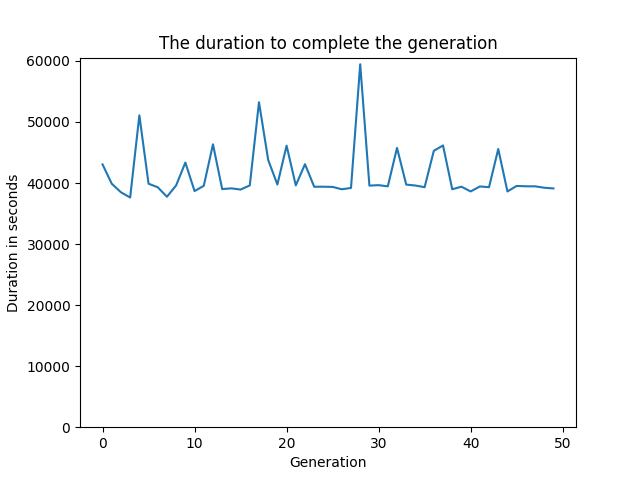 The duration to complete the generation
60000
50000
40000
30000
20000
10000
0
Duration in seconds
0 10 20 30 40 50
Generation